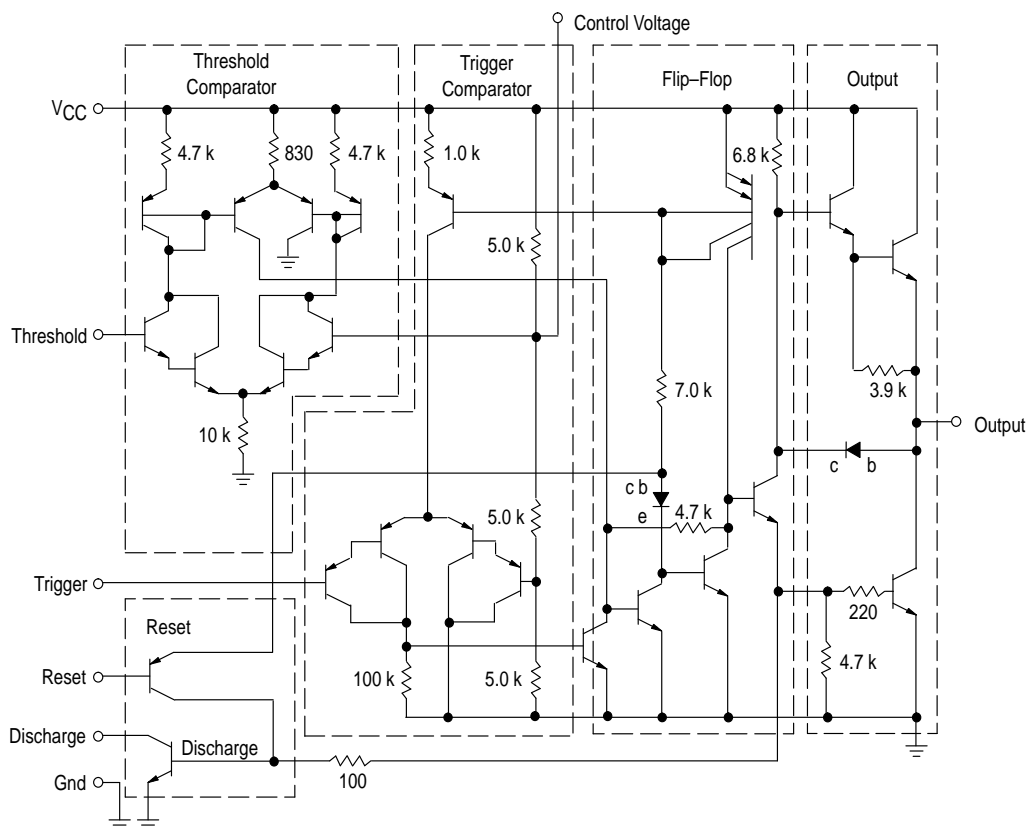 Control Voltage
Threshold
Comparator
Trigger
Comparator
Flip–Flop
Output
VCC
4.7 k
830
4.7 k
1.0 k
6.8 k
5.0 k
Threshold
10 k
7.0 k
3.9 k
Output
c b
e
c
b
5.0 k
4.7 k
Trigger
220
Reset
Reset
100 k
5.0 k
4.7 k
Discharge
Discharge
Gnd
100